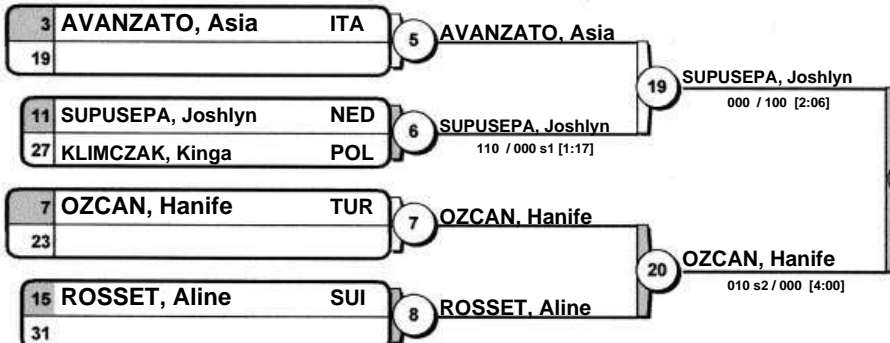 3 AVANZATO, Asia ITA
19
5 AVANZATO, Asia
11 SUPUSEPA, Joshlyn NED
27 KLIMCZAK, Kinga POL
6 SUPUSEPA, Joshlyn
110 / 000 s1 [1:17]
19 SUPUSEPA, Joshlyn
000 / 100 [2:06]
7 OZCAN, Hanife TUR
23
7 OZCAN, Hanife
15 ROSSET, Aline SUI
31
8 ROSSET, Aline
20 OZCAN, Hanife
010 s2 / 000 [4:00]